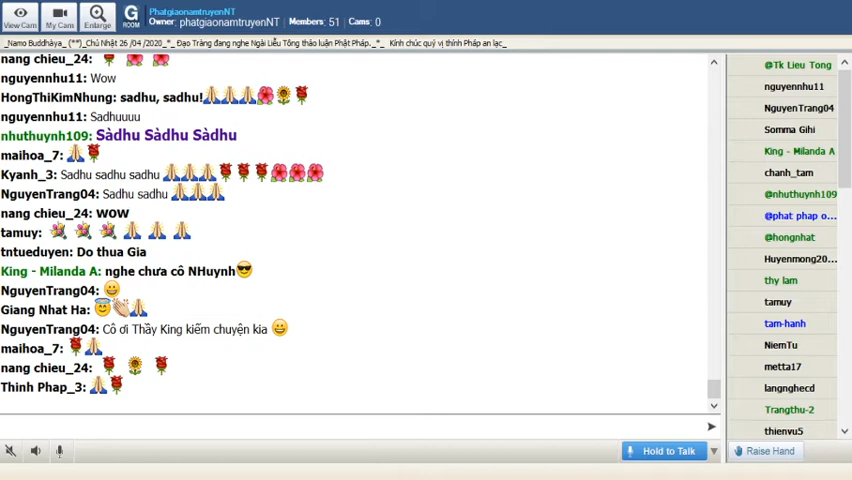 View Cam
My Cam
Enlarge
G ROOM
PhatgiaonamtruyenNT
Owner: phatgiaonamtruyenNT Members: 51 Cams: 0
_Namo Buddhàya_ (**)_Chủ Nhật 26 /04 /2020_*_ Đạo Tràng đang nghe Ngài Liễu Tông thảo luận Phật Pháp._*_ Kính chúc quý vị thính Pháp an lạc_
nang chieu_24:
nguyennhu11: Wow
HongThiKimNhung: sadhu, sadhu!
nguyennhu11: Sadhuuuu
nhuthuynh109: Sàdhu Sàdhu Sàdhu
maihoa_7:
Kyanh_3: Sadhu sadhu sadhu
NguyenTrang04: Sadhu sadhu
nang chieu_24: WOW
tamuy:
tntueduyen: Do thua Gia
King - Milanda A: nghe chưa cô NHuynh
NguyenTrang04:
Giang Nhat Ha:
NguyenTrang04: Cô ơi Thầy King kiếm chuyện kia
maihoa_7:
nang chieu_24:
Thinh Phap_3:
@Tk Lieu Tong
nguyennhu11
NguyenTrang04
Somma Gihi
King - Milanda A
chanh_tam
@nhuthuynh109
@phat phap o...
@hongnhat
Huyenmong20...
thy lam
tamuy
tam-hanh
NiemTu
metta17
langnghecd
Trangthu-2
thienvu5
Hold to Talk
Raise Hand